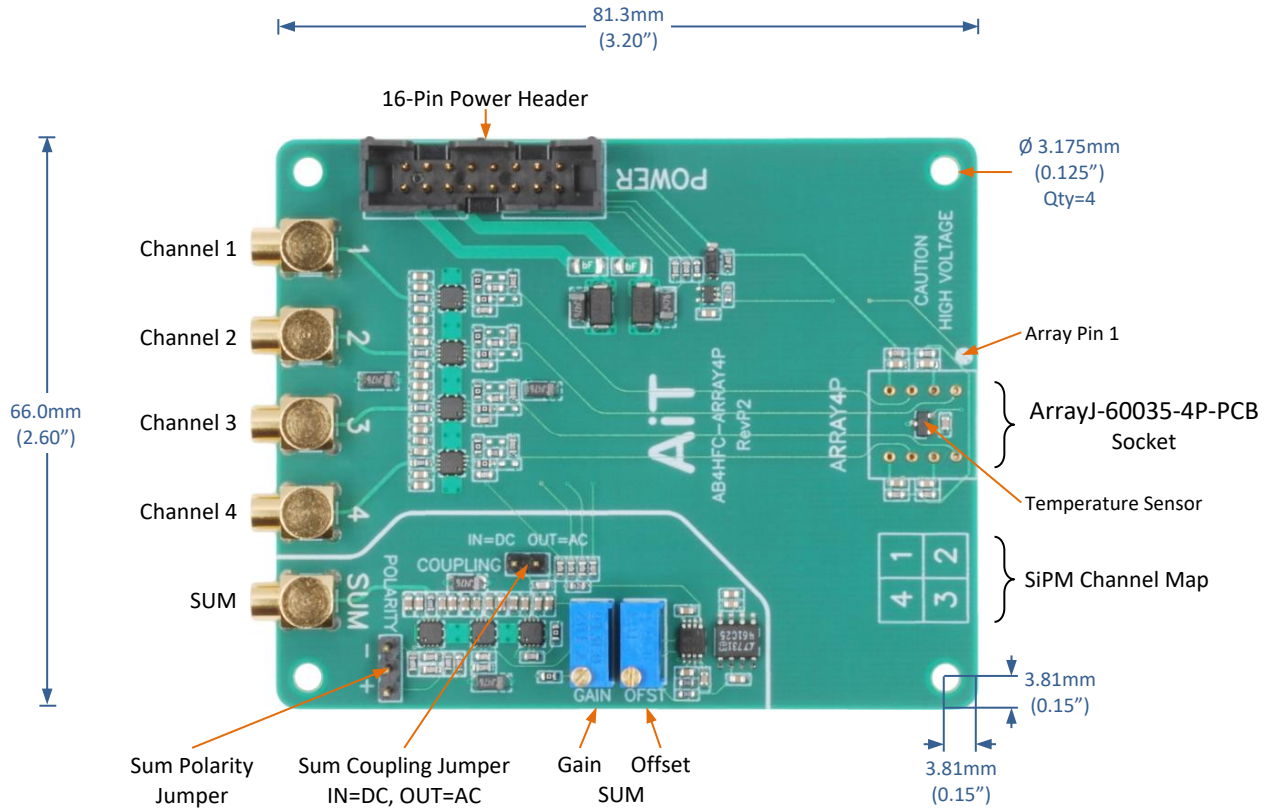 81.3mm
(3.20”)
16-Pin Power Header
66.0mm
(2.60”)
Ø 3.175mm
(0.125”)
Qty=4
POWER
CAUTION
HIGH VOLTAGE
Channel 1
1
Channel 2
2
Channel 3
3
Channel 4
4
SUM
SUM
bF
bF
Array Pin 1
ArrayJ-60035-4P-PCB
Socket
Temperature Sensor
AiT
AB4HFC-ARRAY4P
RevP2
ARRAY4P
1 2
4 3
SiPM Channel Map
IN=DC OUT=AC
COUPLING
POLARITY
-
+
GAIN
OFST
461C25
3.81mm
(0.15”)
3.81mm
(0.15”)
Sum Polarity
Jumper
Sum Coupling Jumper
IN=DC, OUT=AC
Gain Offset
SUM